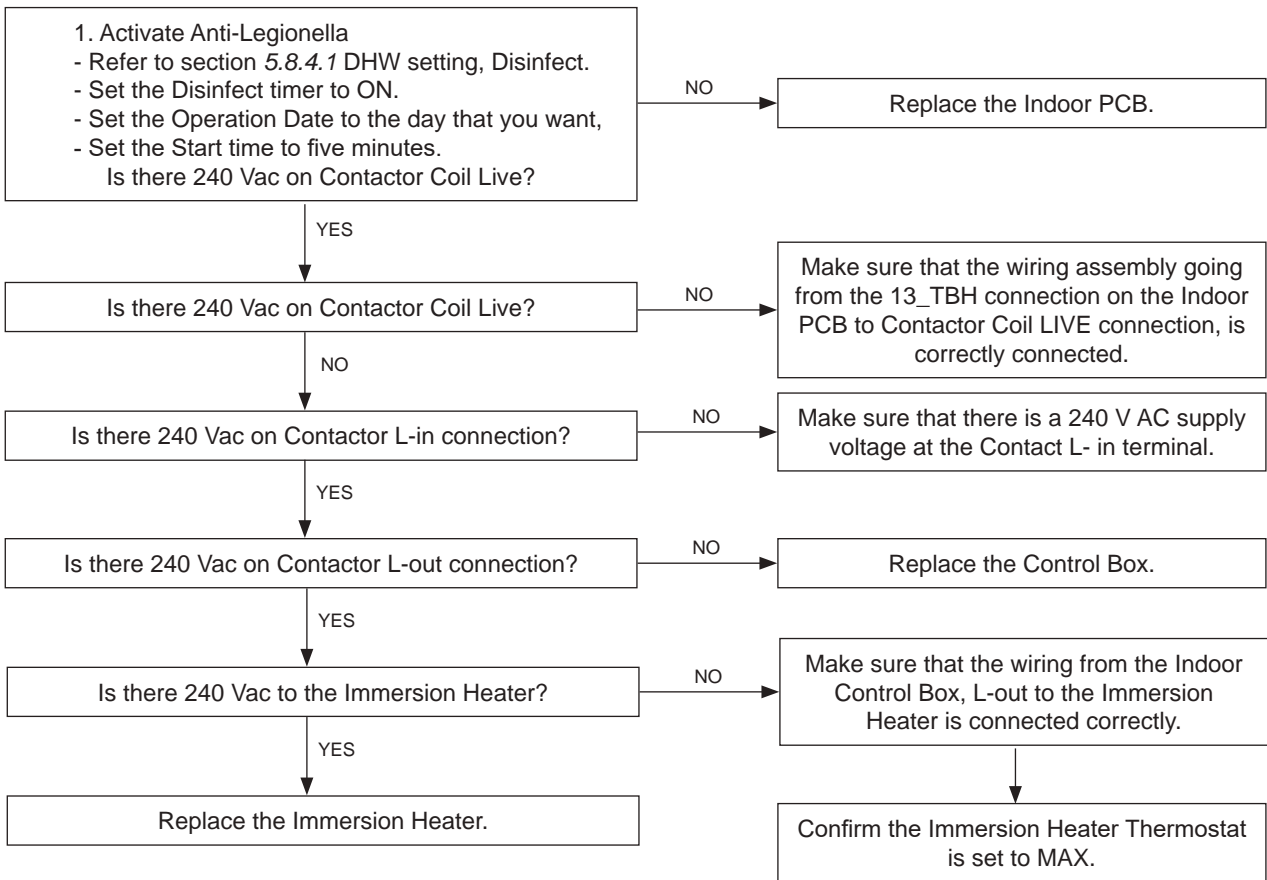 1. Activate Anti-Legionella
- Refer to section 5.8.4.1 DHW setting, Disinfect.
- Set the Disinfect timer to ON.
- Set the Operation Date to the day that you want,
- Set the Start time to five minutes.
Is there 240 Vac on Contactor Coil Live?
NO
Replace the Indoor PCB.
YES
Is there 240 Vac on Contactor Coil Live?
NO
Make sure that the wiring assembly going
from the 13_TBH connection on the Indoor
PCB to Contactor Coil LIVE connection, is
correctly connected.
NO
Is there 240 Vac on Contactor L-in connection?
NO
Make sure that there is a 240 V AC supply
voltage at the Contact L- in terminal.
YES
Is there 240 Vac on Contactor L-out connection?
NO
Replace the Control Box.
YES
Is there 240 Vac to the Immersion Heater?
NO
Make sure that the wiring from the Indoor
Control Box, L-out to the Immersion
Heater is connected correctly.
YES
Replace the Immersion Heater.
Confirm the Immersion Heater Thermostat
is set to MAX.